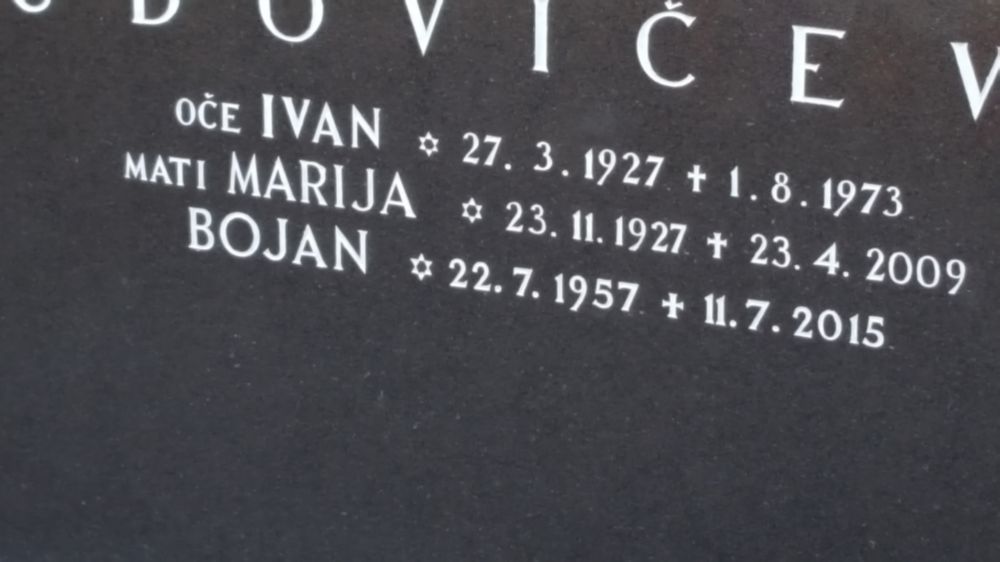 OČE IVAN ✡ 27. 3. 1927 ✝ 1. 8. 1973
MATI MARIJA ✡ 23. 11. 1927 ✝ 23. 4. 2009
BOJAN ✡ 22. 7. 1957 ✝ 11. 7. 2015